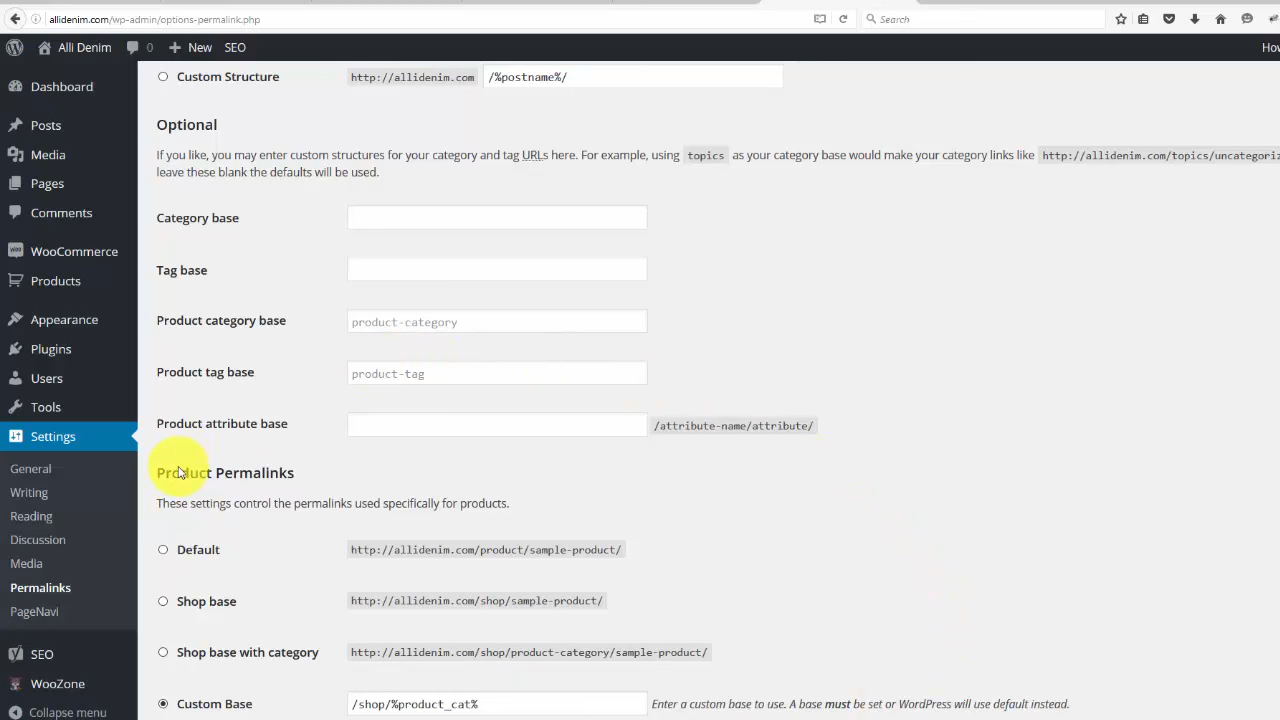 allidenim.com/wp-admin/options-permalink.php
Search
Alli Denim
0
New
SEO
How
Dashboard
Posts
Media
Pages
Comments
WooCommerce
Products
Appearance
Plugins
Users
Tools
Settings
General
Writing
Reading
Discussion
Media
Permalinks
PageNavi
SEO
WooZone
Collapse menu
Custom Structure http://allidenim.com /%postname%/
Optional
If you like, you may enter custom structures for your category and tag URLs here. For example, using topics as your category base would make your category links like http://allidenim.com/topics/uncategoriz
leave these blank the defaults will be used.
Category base
Tag base
Product category base product-category
Product tag base product-tag
Product attribute base /attribute-name/attribute/
Product Permalinks
These settings control the permalinks used specifically for products.
Default http://allidenim.com/product/sample-product/
Shop base http://allidenim.com/shop/sample-product/
Shop base with category http://allidenim.com/shop/product-category/sample-product/
Custom Base /shop/%product_cat% Enter a custom base to use. A base must be set or WordPress will use default instead.